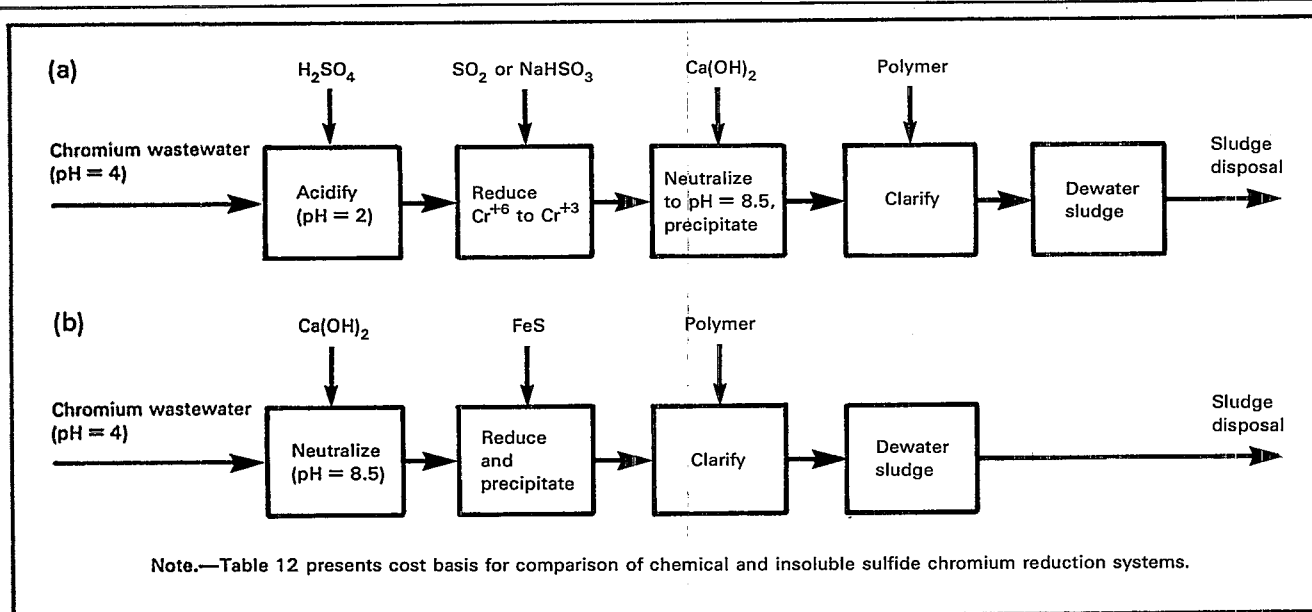 (a)
H₂SO₄
SO₂ or NaHSO₃
Ca(OH)₂
Polymer
Chromium wastewater
(pH = 4)
Acidify
(pH = 2)
Reduce
Cr⁺⁶ to Cr⁺³
Neutralize
to pH = 8.5,
precipitate
Clarify
Dewater
sludge
Sludge
disposal
(b)
Ca(OH)₂
FeS
Polymer
Chromium wastewater
(pH = 4)
Neutralize
(pH = 8.5)
Reduce
and
precipitate
Clarify
Dewater
sludge
Sludge
disposal
Note.—Table 12 presents cost basis for comparison of chemical and insoluble sulfide chromium reduction systems.